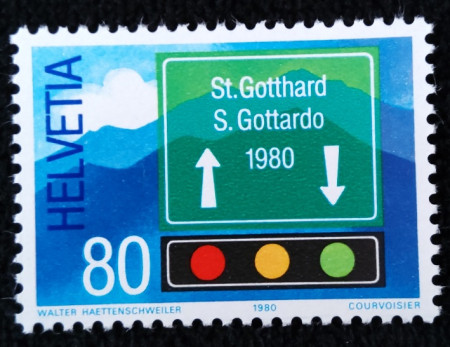 HELVETIA
St. Gotthard
S. Gottardo
1980
80
WALTER HAETTENSCHWEILER 1980 COURVOISIER